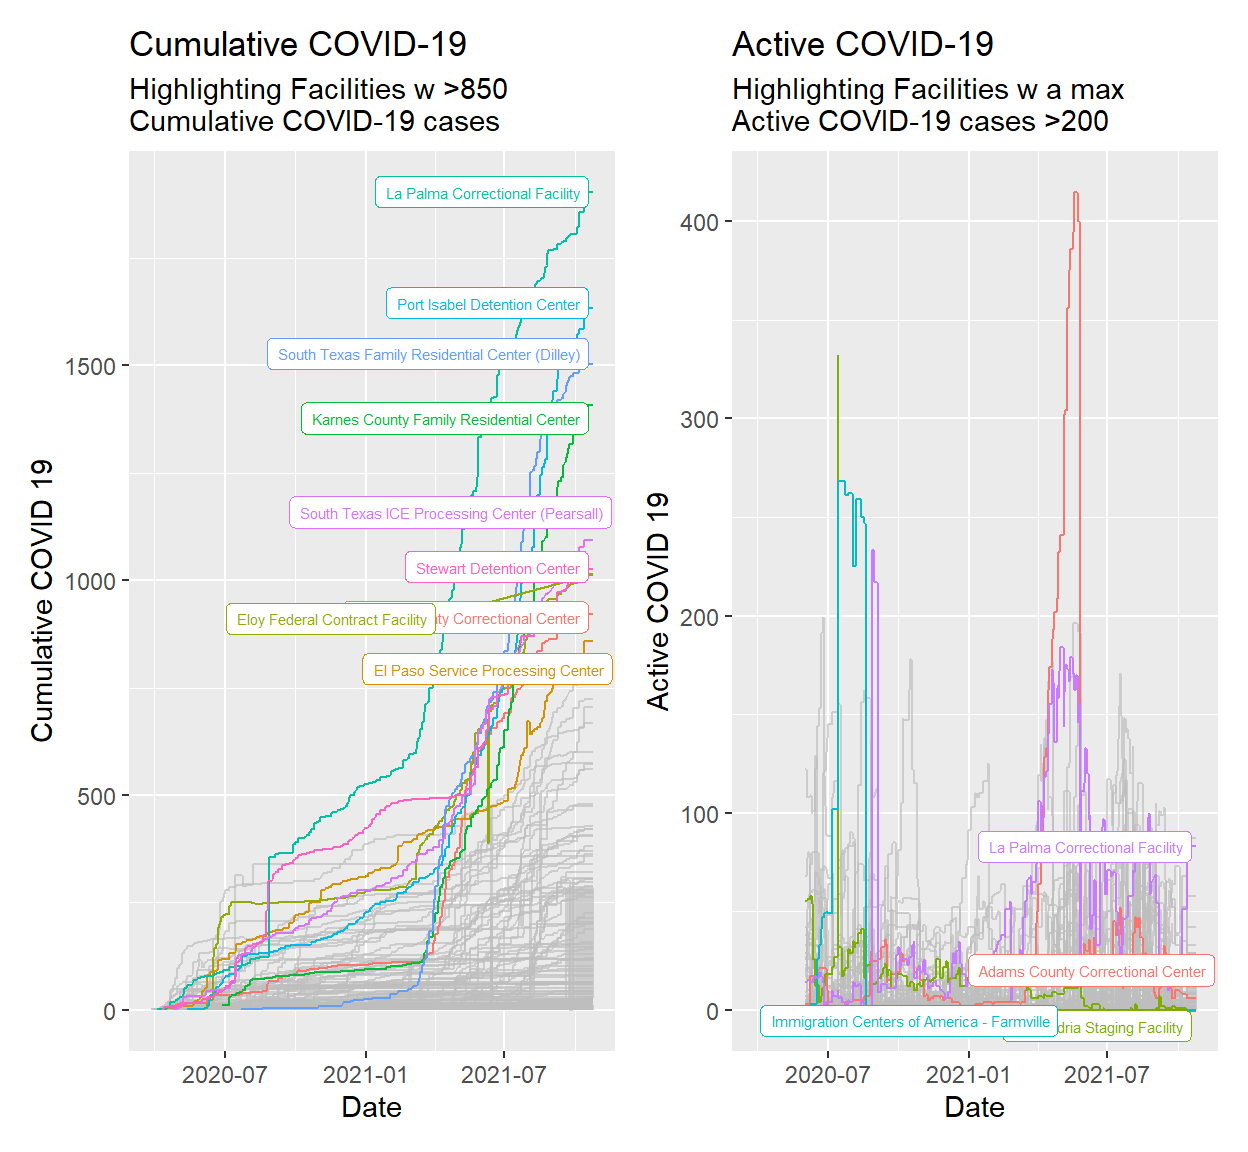 Cumulative COVID-19
Highlighting Facilities w >850
Cumulative COVID-19 cases
Cumulative COVID 19
1500
1000
500
0
La Palma Correctional Facility
Port Isabel Detention Center
South Texas Family Residential Center (Dilley)
Karnes County Family Residential Center
South Texas ICE Processing Center (Pearsall)
Stewart Detention Center
Eloy Federal Contract Facility
ty Correctional Center
El Paso Service Processing Center
2020-07
2021-01
2021-07
Date
Active COVID-19
Highlighting Facilities w a max
Active COVID-19 cases >200
Active COVID 19
400
300
200
100
0
La Palma Correctional Facility
Adams County Correctional Center
Immigration Centers of America - Farmville
dria Staging Facility
2020-07
2021-01
2021-07
Date